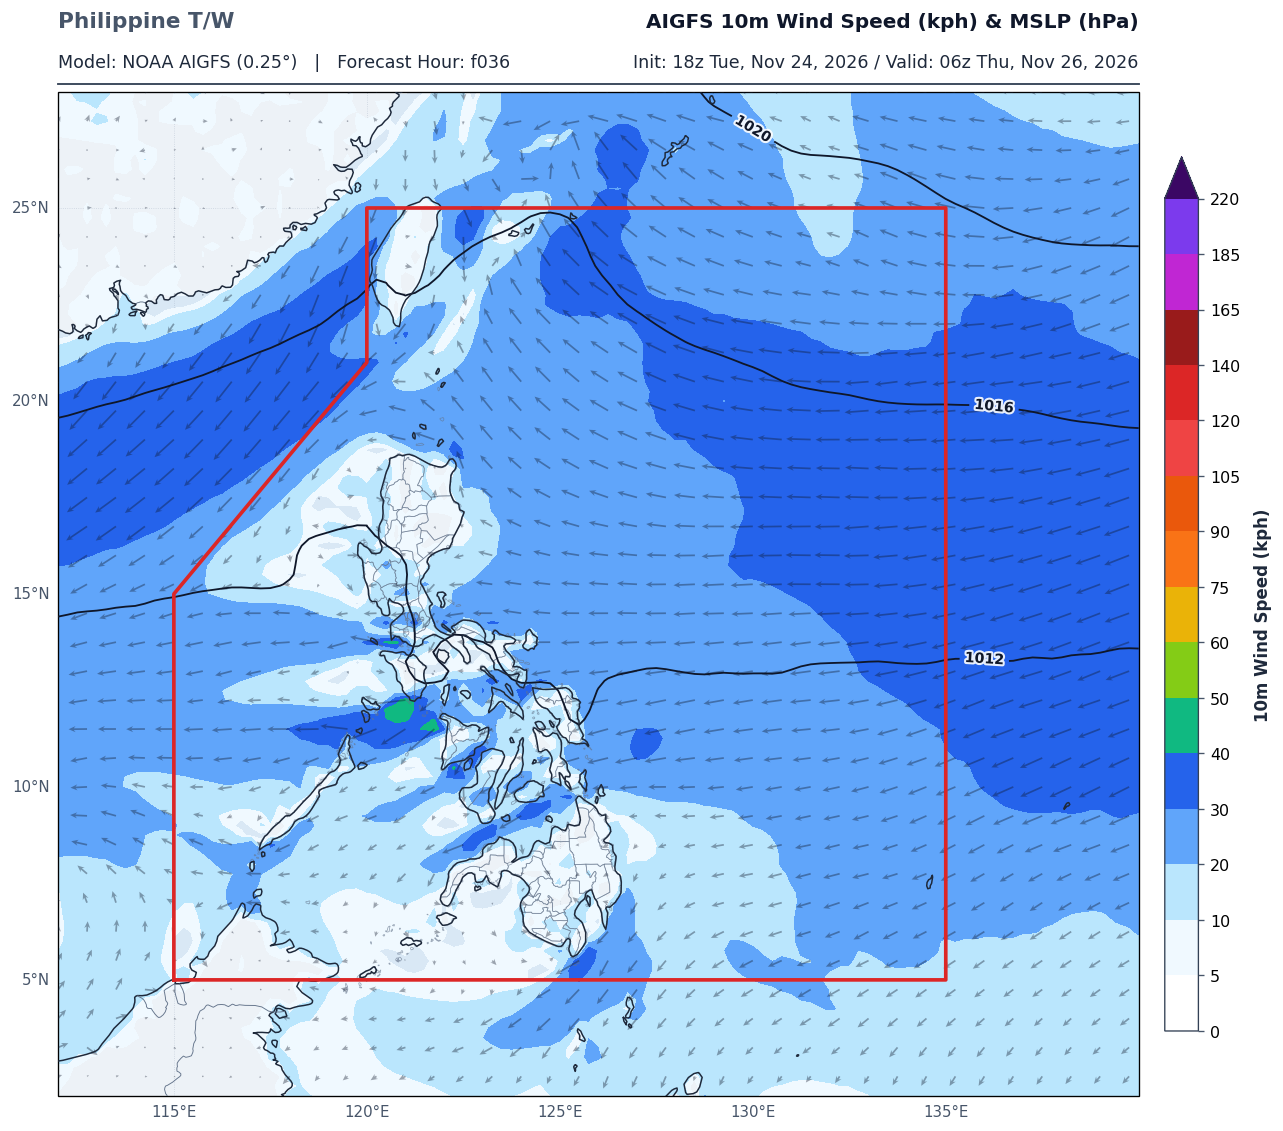 Philippine T/W
AIGFS 10m Wind Speed (kph) & MSLP (hPa)
Model: NOAA AIGFS (0.25°) | Forecast Hour: f036
Init: 18z Tue, Nov 24, 2026 / Valid: 06z Thu, Nov 26, 2026
1020
1016
1012
25°N
20°N
15°N
10°N
5°N
115°E
120°E
125°E
130°E
135°E
220
185
165
140
120
105
90
75
60
50
40
30
20
10
5
0
10m Wind Speed (kph)